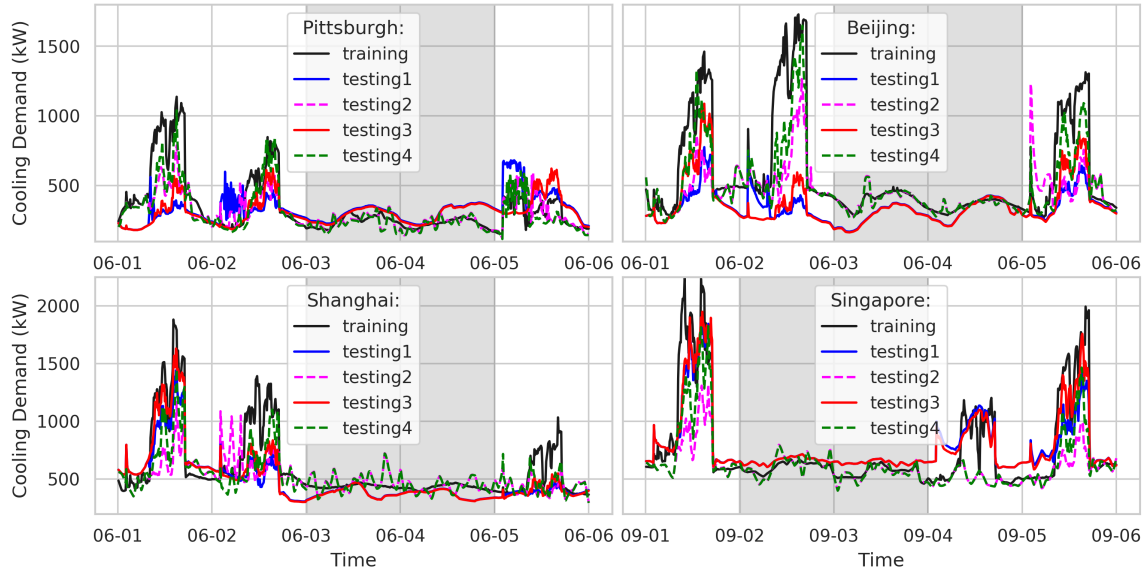 Cooling Demand (kW)
1500
1000
500
Pittsburgh:
training
testing1
testing2
testing3
testing4
06-01 06-02 06-03 06-04 06-05 06-06
Beijing:
training
testing1
testing2
testing3
testing4
06-01 06-02 06-03 06-04 06-05 06-06
Cooling Demand (kW)
2000
1500
1000
500
Shanghai:
training
testing1
testing2
testing3
testing4
06-01 06-02 06-03 06-04 06-05 06-06
Time
Singapore:
training
testing1
testing2
testing3
testing4
09-01 09-02 09-03 09-04 09-05 09-06
Time